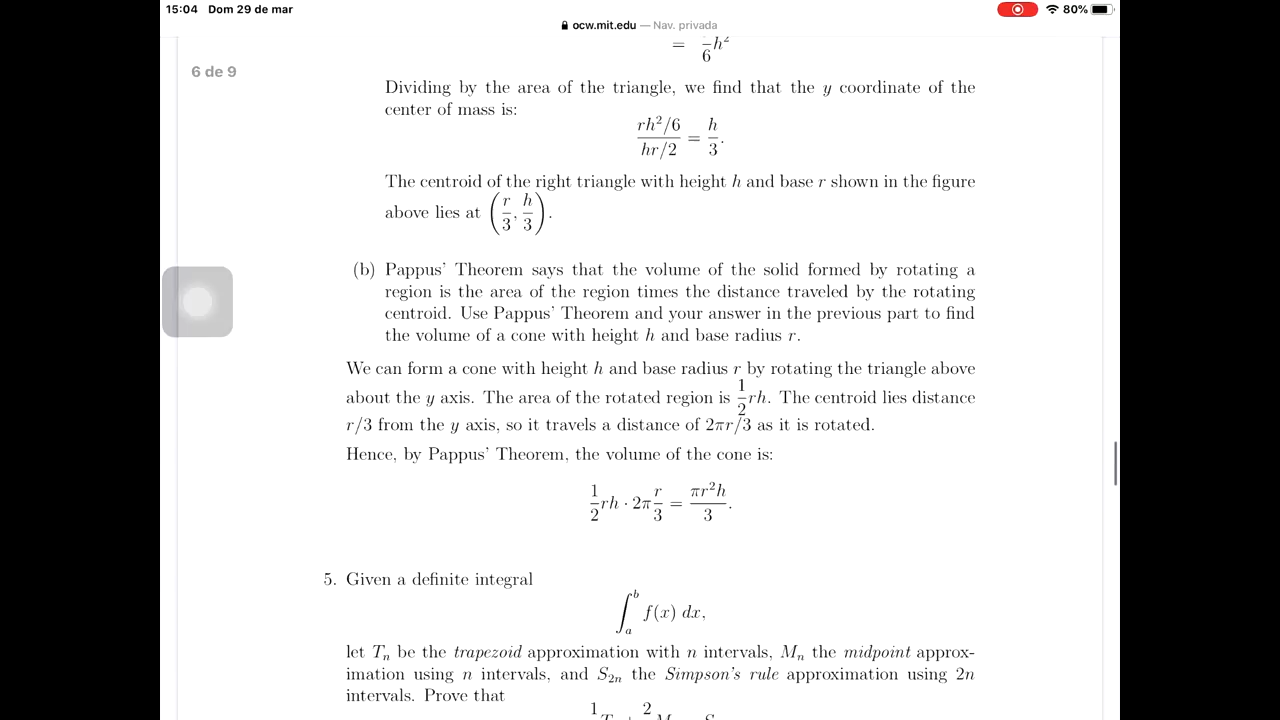 15:04 Dom 29 de mar
80%
ocw.mit.edu — Nav. privada
6 de 9
= /6 h²
Dividing by the area of the triangle, we find that the y coordinate of the
center of mass is:
rh²/6 / hr/2 = h/3.
The centroid of the right triangle with height h and base r shown in the figure
above lies at (r/3, h/3).
(b) Pappus' Theorem says that the volume of the solid formed by rotating a
region is the area of the region times the distance traveled by the rotating
centroid. Use Pappus' Theorem and your answer in the previous part to find
the volume of a cone with height h and base radius r.
We can form a cone with height h and base radius r by rotating the triangle above
about the y axis. The area of the rotated region is 1/2 rh. The centroid lies distance
r/3 from the y axis, so it travels a distance of 2πr/3 as it is rotated.
Hence, by Pappus' Theorem, the volume of the cone is:
1/2 rh · 2π r/3 = πr²h/3.
5. Given a definite integral
∫_a^b f(x) dx,
let Tₙ be the trapezoid approximation with n intervals, Mₙ the midpoint approx-
imation using n intervals, and S₂ₙ the Simpson's rule approximation using 2n
intervals. Prove that
1 2